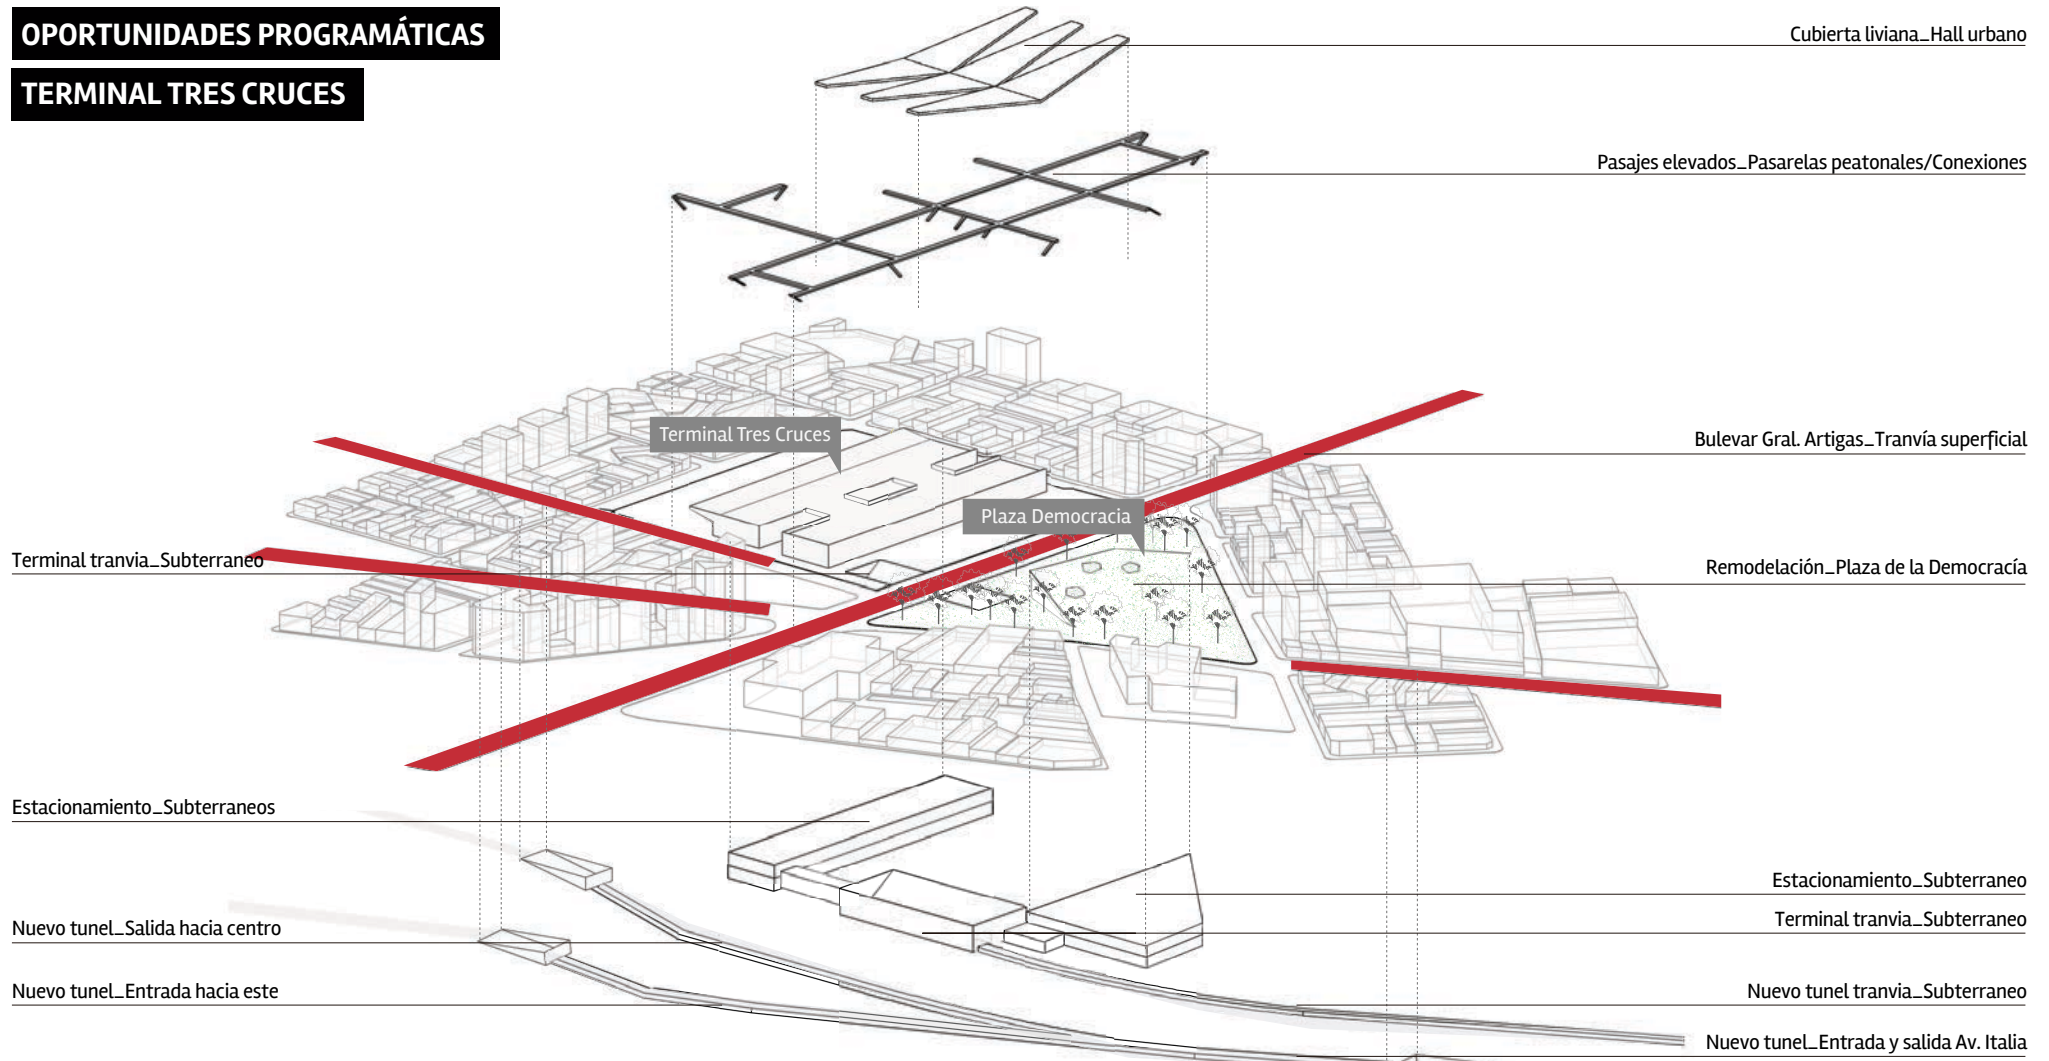 OPORTUNIDADES PROGRAMÁTICAS
TERMINAL TRES CRUCES
Cubierta liviana_Hall urbano
Pasajes elevados_Pasarelas peatonales/Conexiones
Terminal Tres Cruces
Bulevar Gral. Artigas_Tranvía superficial
Plaza Democracia
Terminal tranvia_Subterraneo
Remodelación_Plaza de la Democracía
Estacionamiento_Subterraneos
Estacionamiento_Subterraneo
Terminal tranvia_Subterraneo
Nuevo tunel_Salida hacia centro
Nuevo tunel_Entrada hacia este
Nuevo tunel tranvia_Subterraneo
Nuevo tunel_Entrada y salida Av. Italia